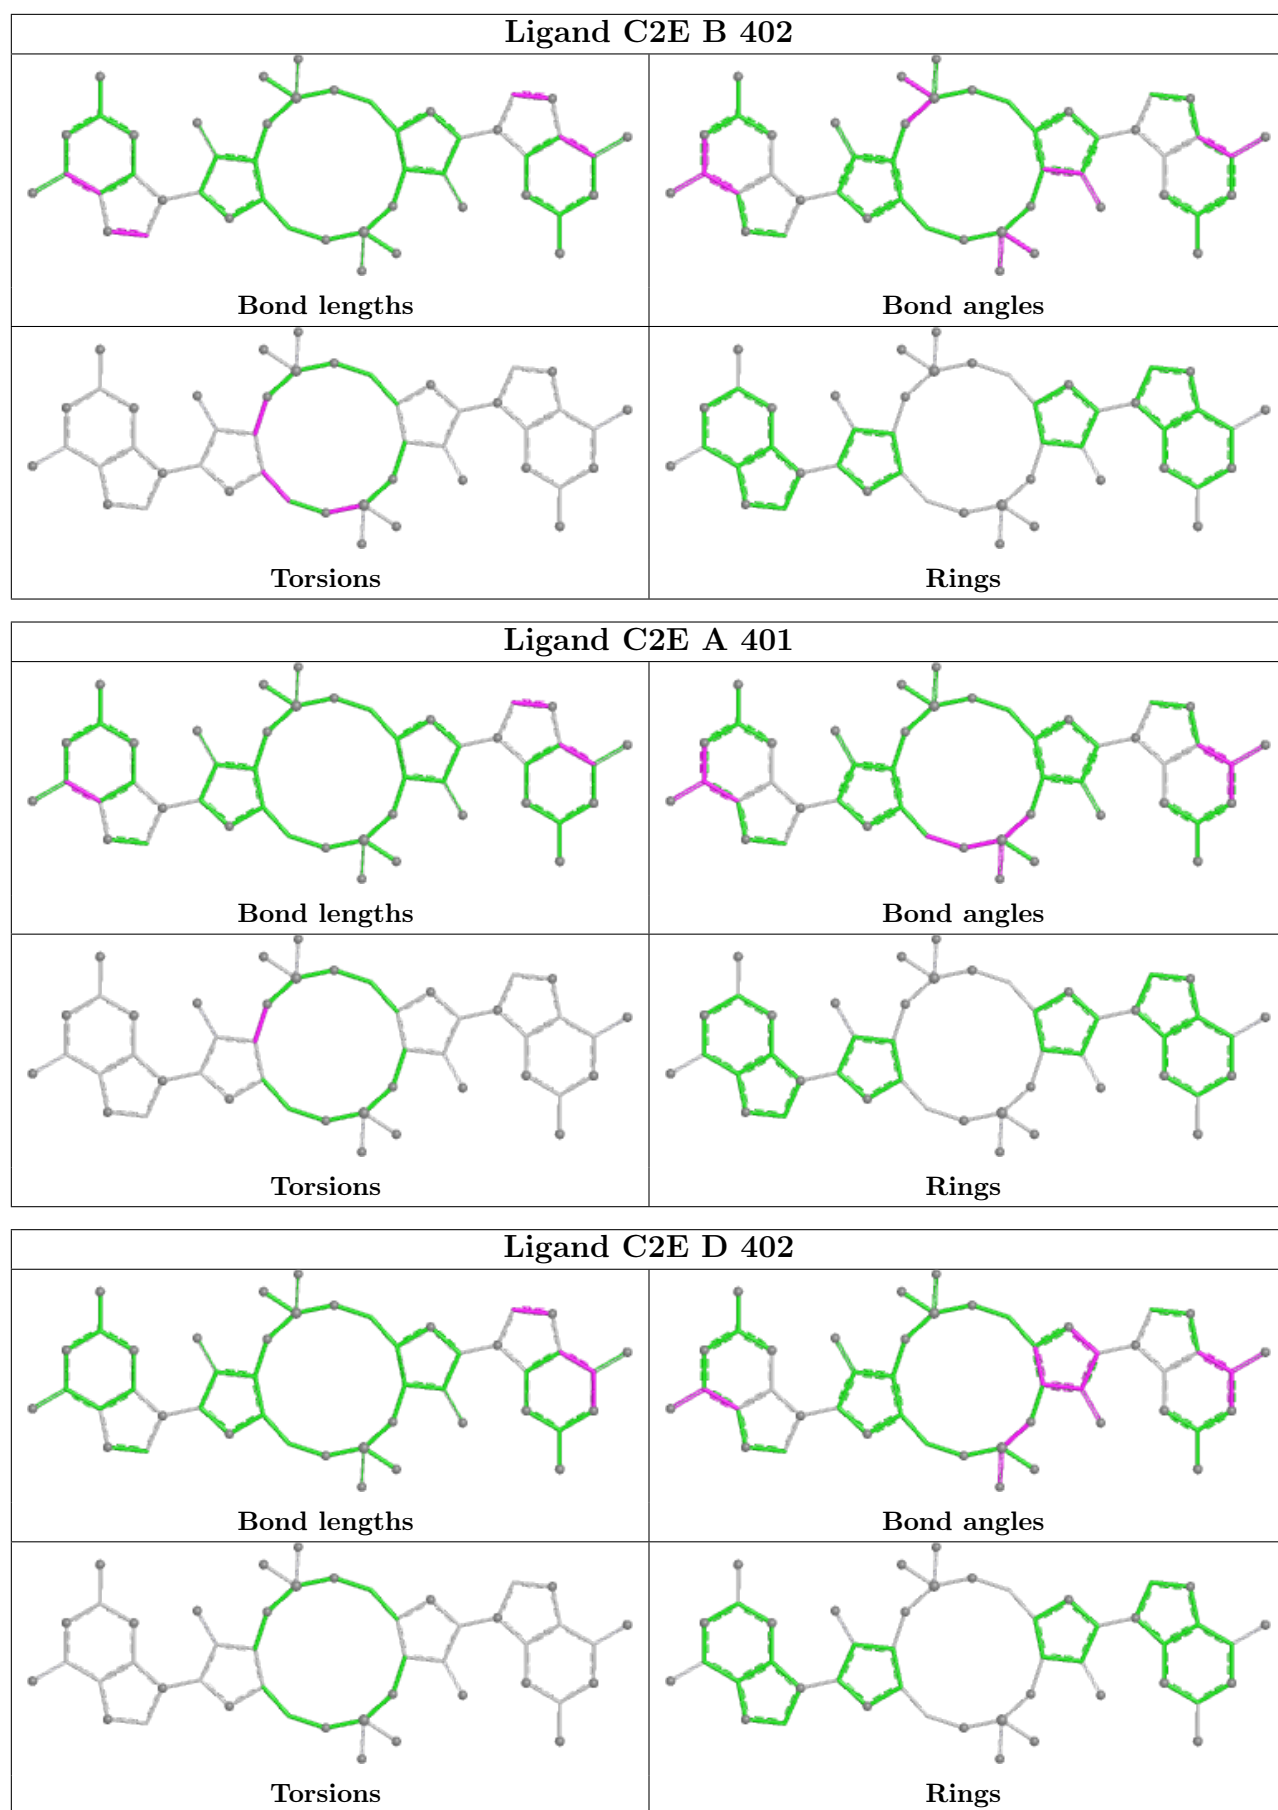 Ligand C2E B 402
Bond lengths
Bond angles
Torsions
Rings
Ligand C2E A 401
Bond lengths
Bond angles
Torsions
Rings
Ligand C2E D 402
Bond lengths
Bond angles
Torsions
Rings